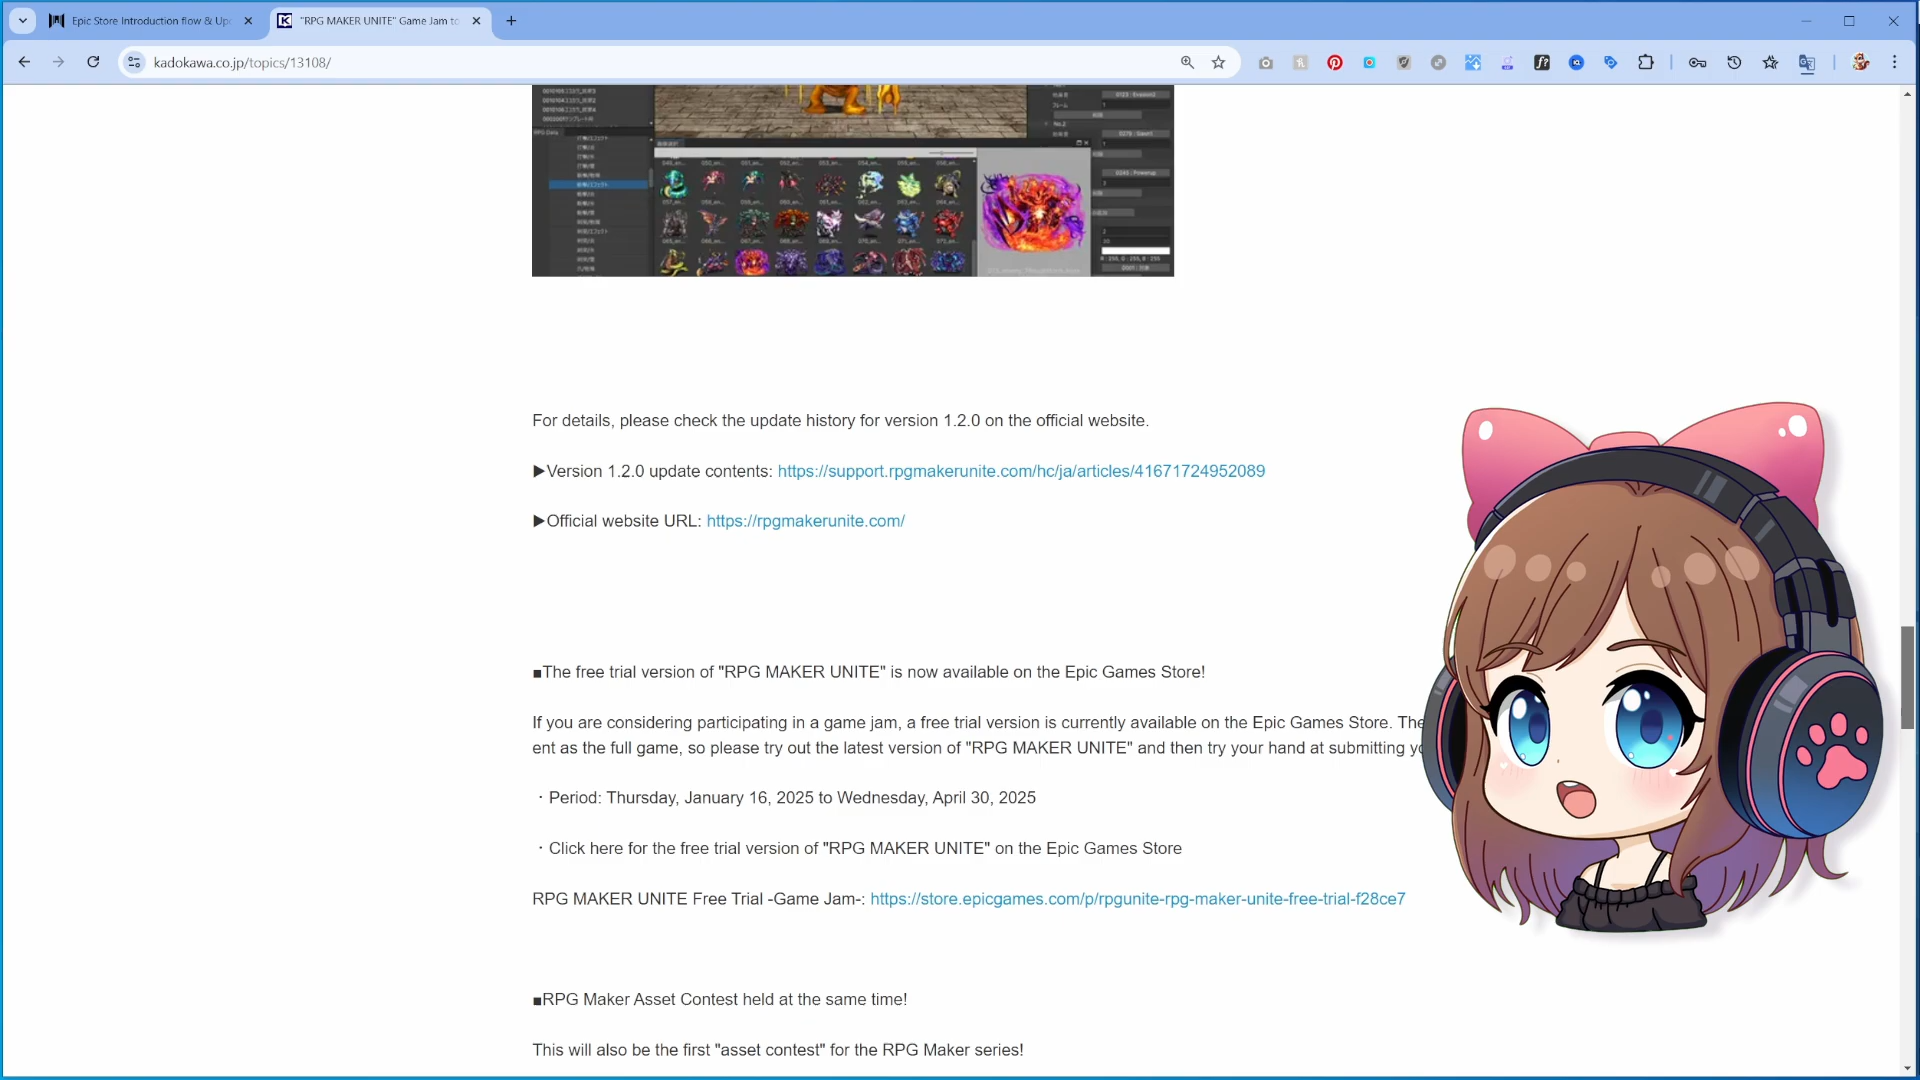 Epic Store Introduction flow & Up
"RPG MAKER UNITE" Game Jam to
kadokawa.co.jp/topics/13108/
For details, please check the update history for version 1.2.0 on the official website.
▶Version 1.2.0 update contents: https://support.rpgmakerunite.com/hc/ja/articles/41671724952089
▶Official website URL: https://rpgmakerunite.com/
■The free trial version of "RPG MAKER UNITE" is now available on the Epic Games Store!
If you are considering participating in a game jam, a free trial version is currently available on the Epic Games Store. The
ent as the full game, so please try out the latest version of "RPG MAKER UNITE" and then try your hand at submitting yo
・Period: Thursday, January 16, 2025 to Wednesday, April 30, 2025
・Click here for the free trial version of "RPG MAKER UNITE" on the Epic Games Store
RPG MAKER UNITE Free Trial -Game Jam-: https://store.epicgames.com/p/rpgunite-rpg-maker-unite-free-trial-f28ce7
■RPG Maker Asset Contest held at the same time!
This will also be the first "asset contest" for the RPG Maker series!